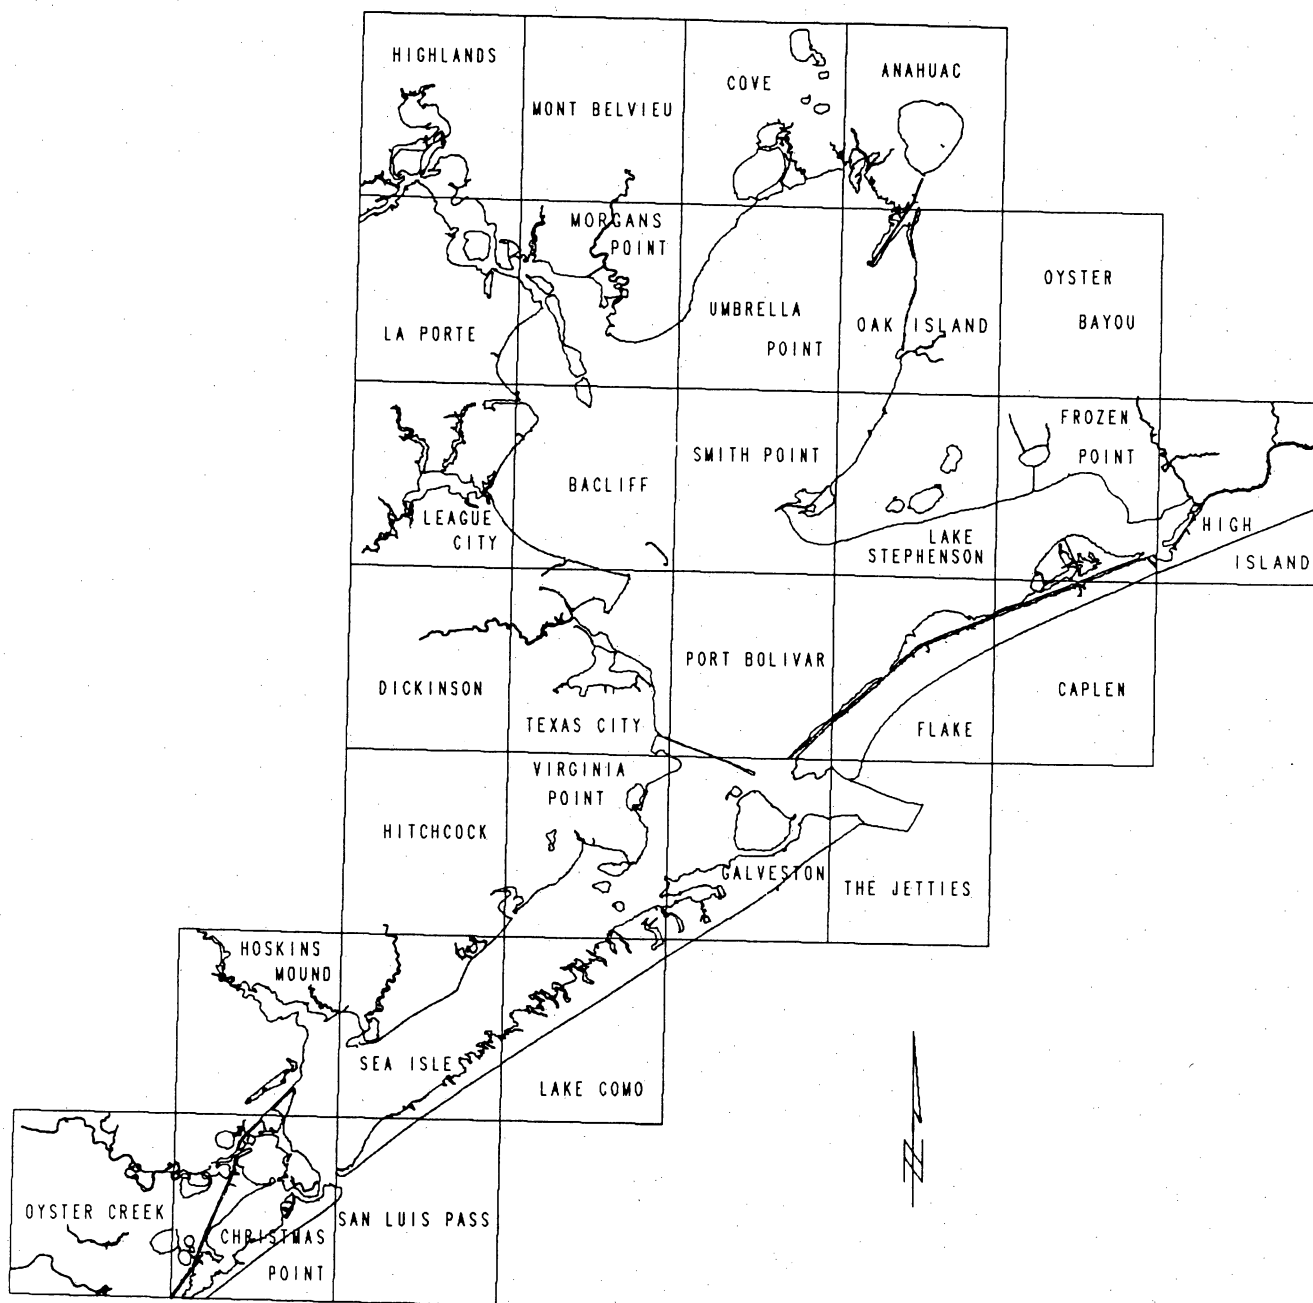 HIGHLANDS
MONT BELVIEU
COVE
ANAHUAC
LA PORTE
MORGANS
POINT
UMBRELLA
POINT
OAK ISLAND
OYSTER
BAYOU
LEAGUE
CITY
BACLIFF
SMITH POINT
LAKE
STEPHENSON
FROZEN
POINT
HIGH
ISLAND
DICKINSON
TEXAS CITY
PORT BOLIVAR
FLAKE
CAPLEN
HITCHCOCK
VIRGINIA
POINT
GALVESTON
THE JETTIES
HOSKINS
MOUND
SEA ISLE
LAKE COMO
OYSTER CREEK
CHRISTMAS
POINT
SAN LUIS PASS
N